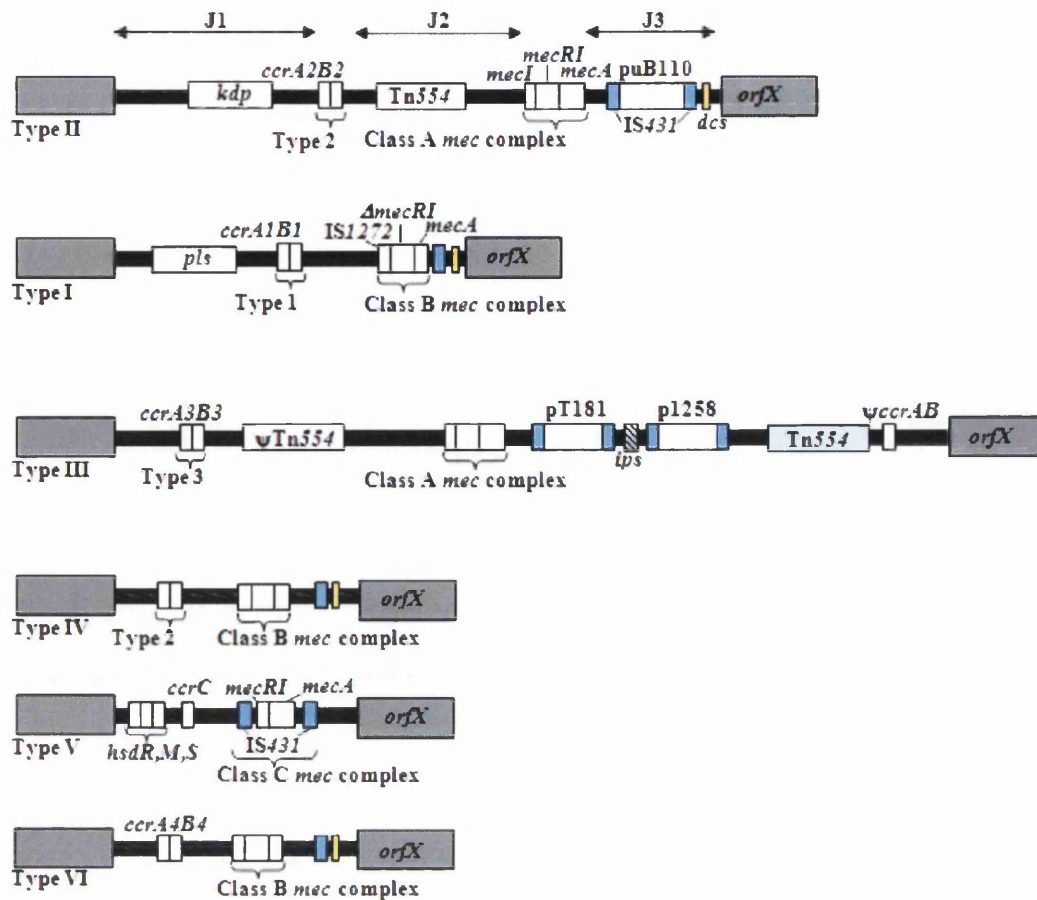 J1 J2 J3
ccrA2B2 mecI mecRI mecA puB110
kdp Tn554 orfX
Type II Type 2 Class A mec complex IS431 dcs
ccrA1B1 IS1272 ΔmecRI mecA
pls orfX
Type I Type 1 Class B mec complex
ccrA3B3 pT181 p1258 ψccrAB
ψTn554 Tn554 orfX
Type III Type 3 Class A mec complex ips
orfX
Type IV Type 2 Class B mec complex
ccrC mecRI mecA
orfX
Type V hsdR,M,S IS431
Class C mec complex
ccrA4B4
orfX
Type VI
Class B mec complex